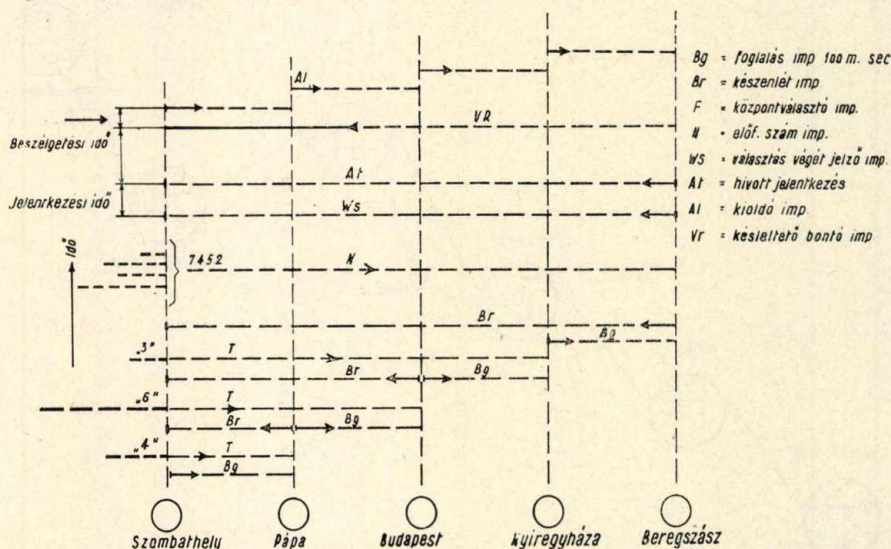 Al
VR
Beszélgetési idő
At
Jelentkezési idő
Ws
Idő
7452
N
Br
Bg
„3"
T
Br
Bg
„6"
T
Br
Bg
„4"
T
Bg
Szombathely
Pápa
Budapest
Nyíregyháza
Beregszász
Bg = foglalás imp 100 m. sec
Br = készenlét imp.
F = központválasztó imp.
N = előf. szám imp.
WS = választás végét jelző imp.
At = hívott jelentkezés
Al = kioldó imp.
Vr = késleltető bontó imp